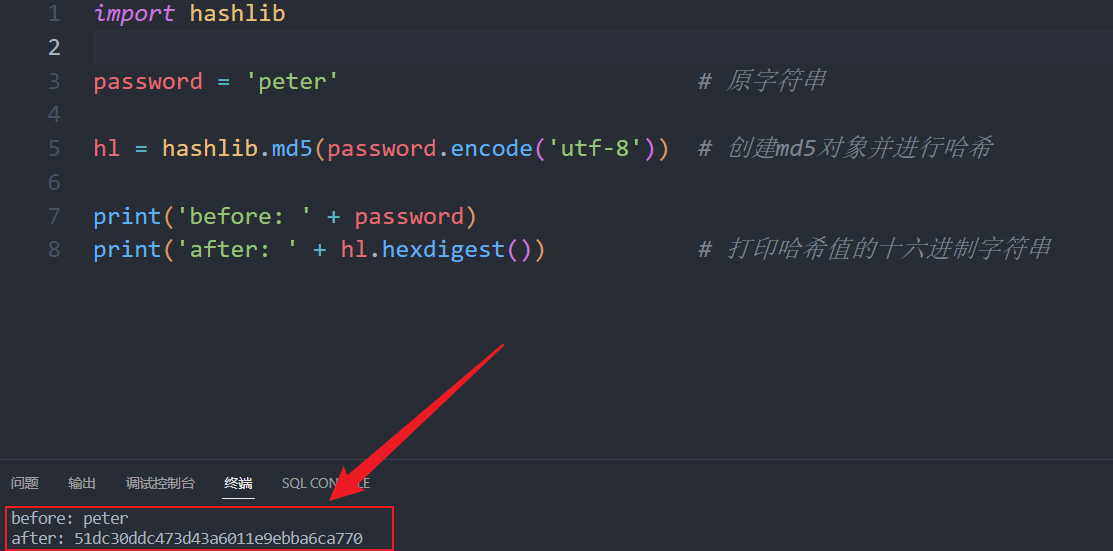 1 import hashlib
2
3 password = 'peter' # 原字符串
4
5 hl = hashlib.md5(password.encode('utf-8')) # 创建md5对象并进行哈希
6
7 print('before: ' + password)
8 print('after: ' + hl.hexdigest()) # 打印哈希值的十六进制字符串
问题 输出 调试控制台 终端 SQL CONSOLE
before: peter
after: 51dc30ddc473d43a6011e9ebba6ca770